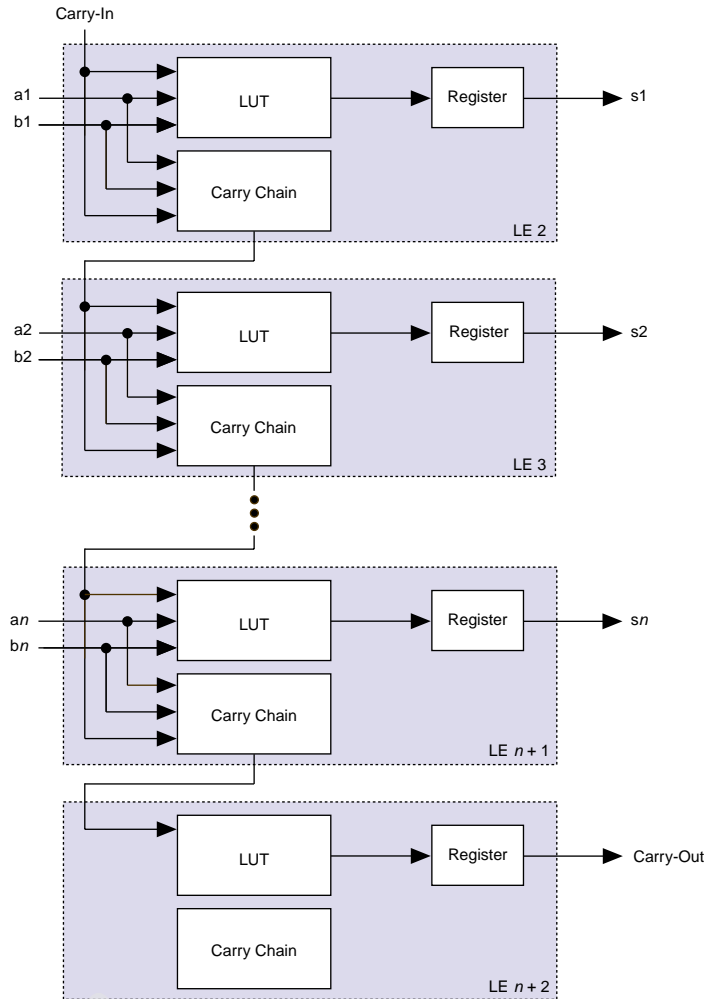 Carry-In
a1
b1
LUT
Register
s1
Carry Chain
LE 2
a2
b2
LUT
Register
s2
Carry Chain
LE 3
an
bn
LUT
Register
sn
Carry Chain
LE n + 1
LUT
Register
Carry-Out
Carry Chain
LE n + 2